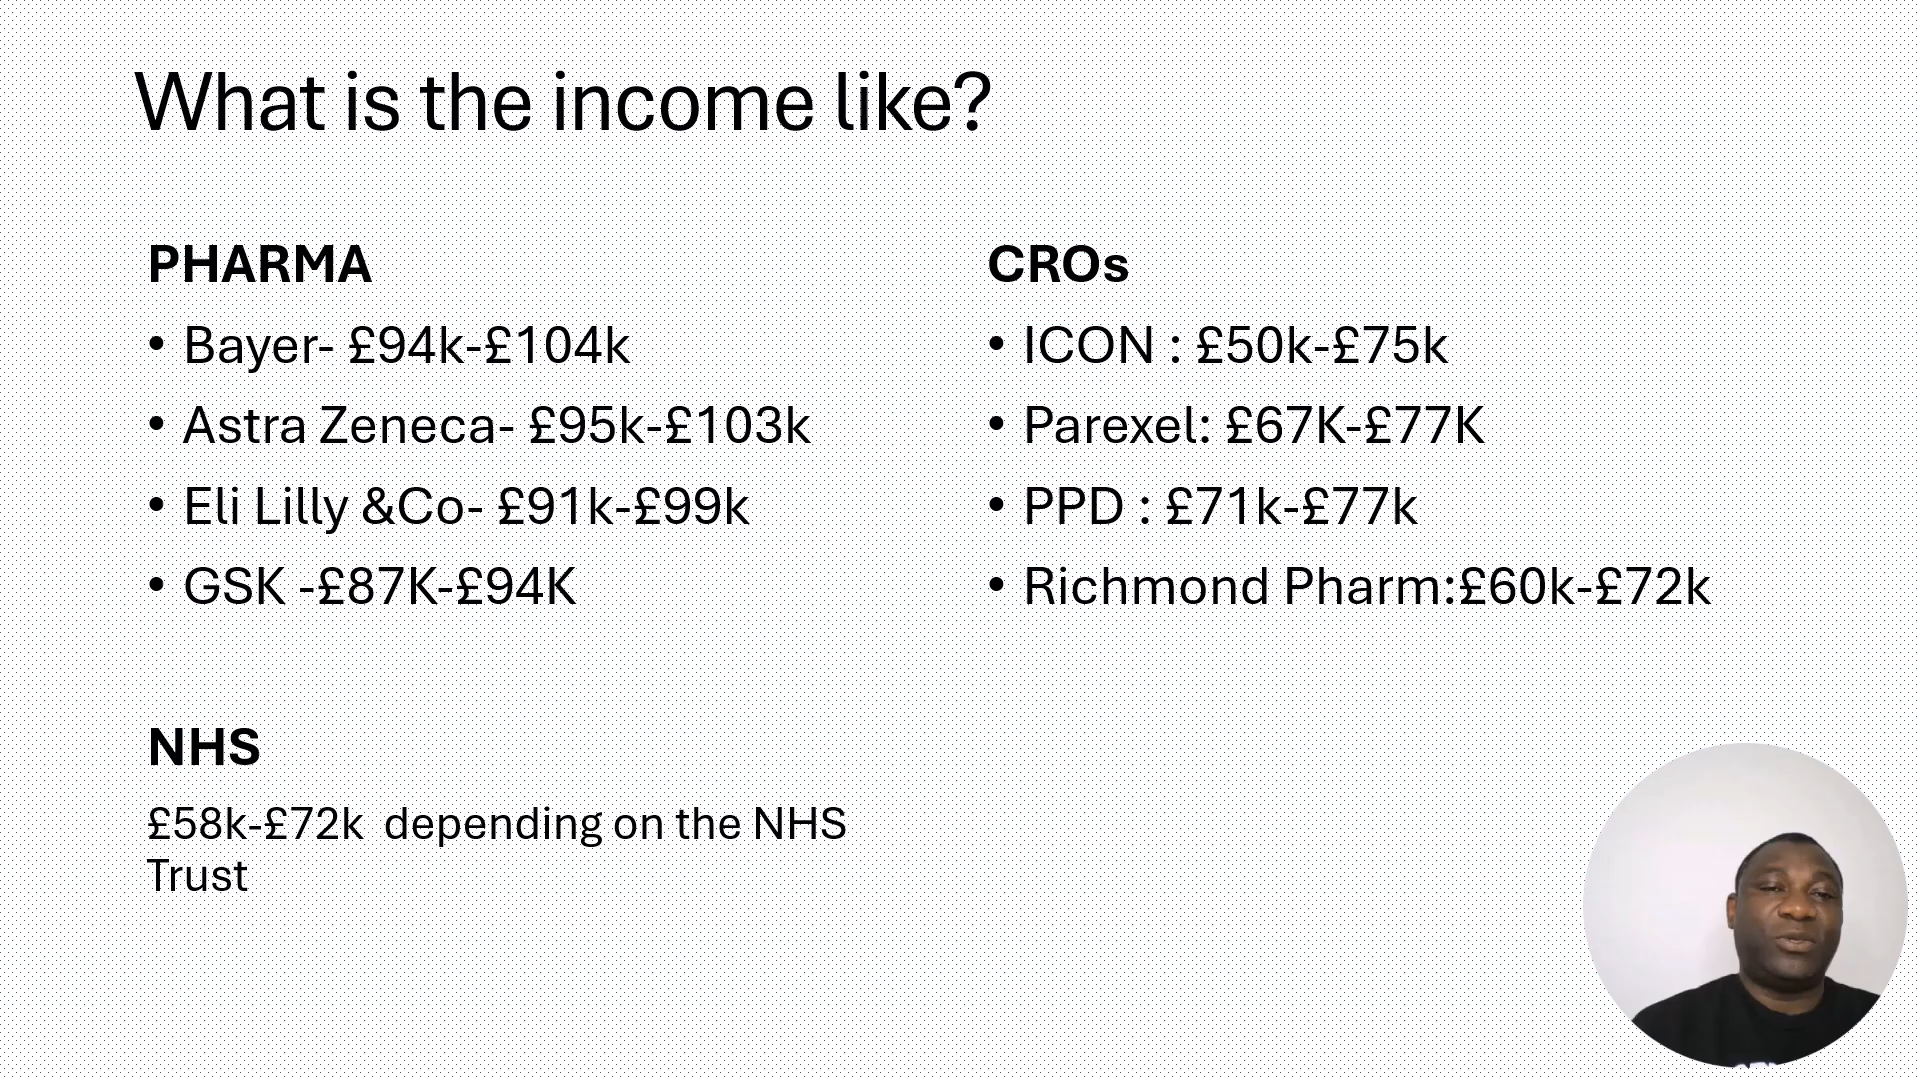 What is the income like?
PHARMA
• Bayer- £94k-£104k
• Astra Zeneca- £95k-£103k
• Eli Lilly &Co- £91k-£99k
• GSK -£87K-£94K
NHS
£58k-£72k  depending on the NHS
Trust
CROs
• ICON : £50k-£75k
• Parexel: £67K-£77K
• PPD : £71k-£77k
• Richmond Pharm:£60k-£72k